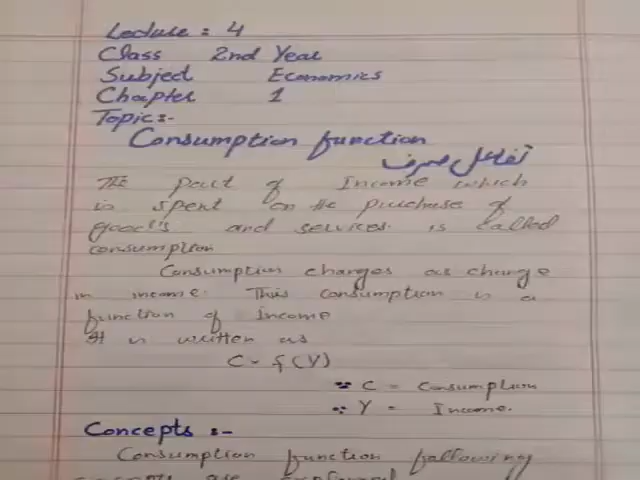 Lecture : 4
Class 2nd Year
Subject Economics
Chapter 1
Topic:-
Consumption function
تفاعل صرف
The part of Income which
is spent on the purchase of
good's and services. is called
consumption
Consumption changes as change
in income. This consumption is a
function of income
It is written as
C = f (Y)
∵ C = Consumption
∵ Y = Income.
Concepts :-
Consumption function following